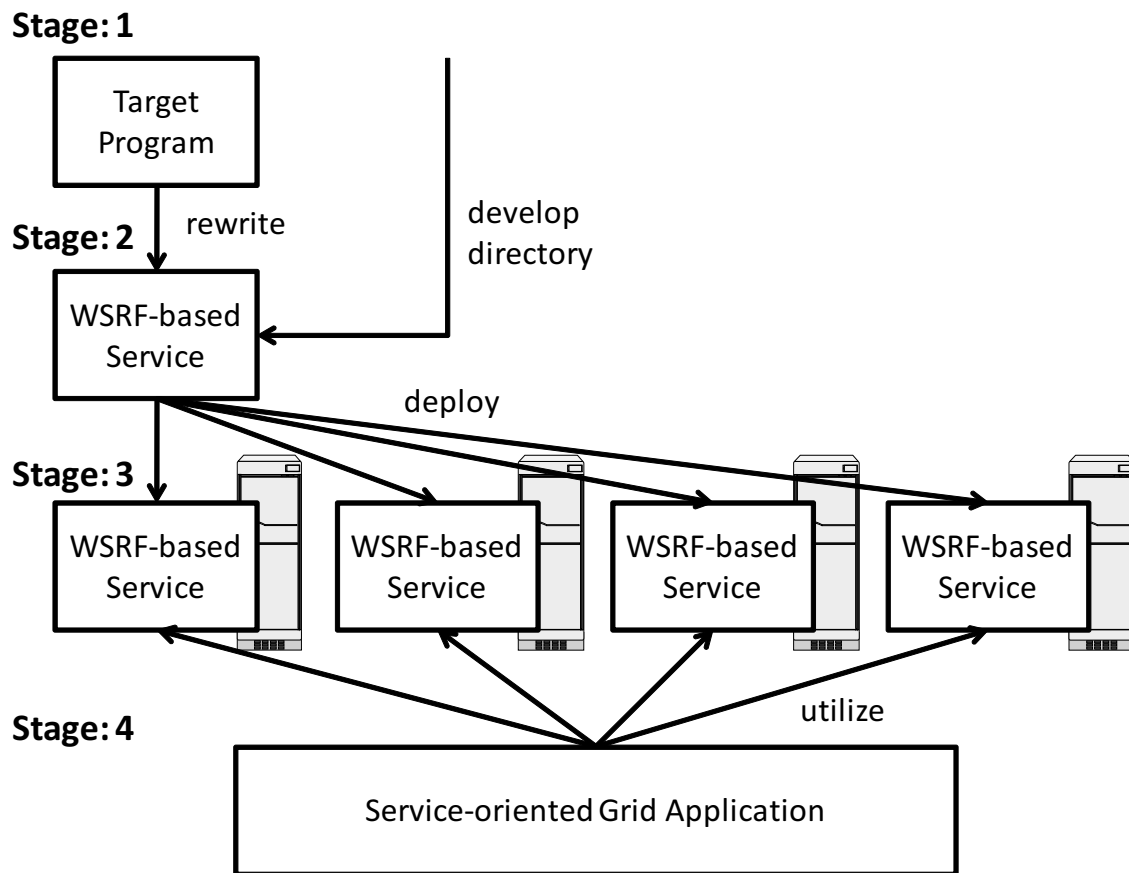 Stage: 1
Target
Program
rewrite
develop
directory
Stage: 2
WSRF-based
Service
deploy
Stage: 3
WSRF-based
Service
WSRF-based
Service
WSRF-based
Service
WSRF-based
Service
utilize
Stage: 4
Service-oriented Grid Application